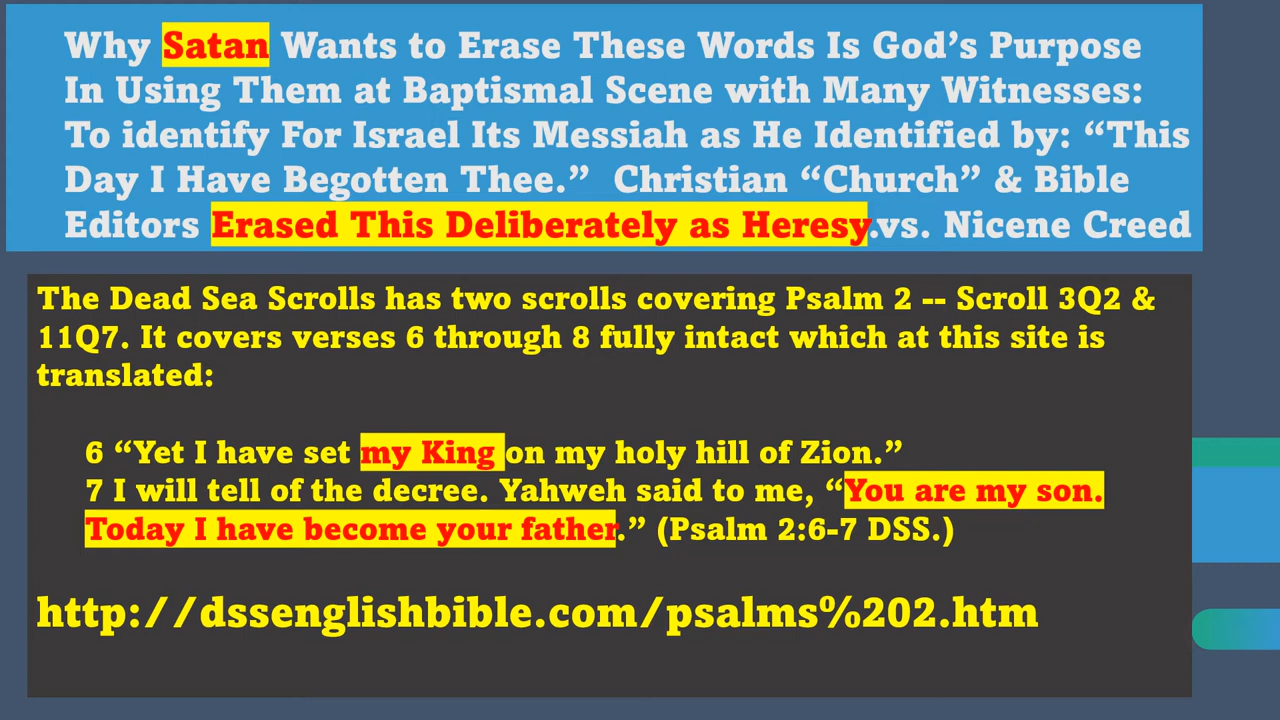 Why Satan Wants to Erase These Words Is God’s Purpose
In Using Them at Baptismal Scene with Many Witnesses:
To identify For Israel Its Messiah as He Identified by: “This
Day I Have Begotten Thee.”  Christian “Church” & Bible
Editors Erased This Deliberately as Heresy.vs. Nicene Creed
The Dead Sea Scrolls has two scrolls covering Psalm 2 -- Scroll 3Q2 &
11Q7. It covers verses 6 through 8 fully intact which at this site is
translated:
6 “Yet I have set my King on my holy hill of Zion.”
7 I will tell of the decree. Yahweh said to me, “You are my son.
Today I have become your father.” (Psalm 2:6-7 DSS.)
http://dssenglishbible.com/psalms%202.htm